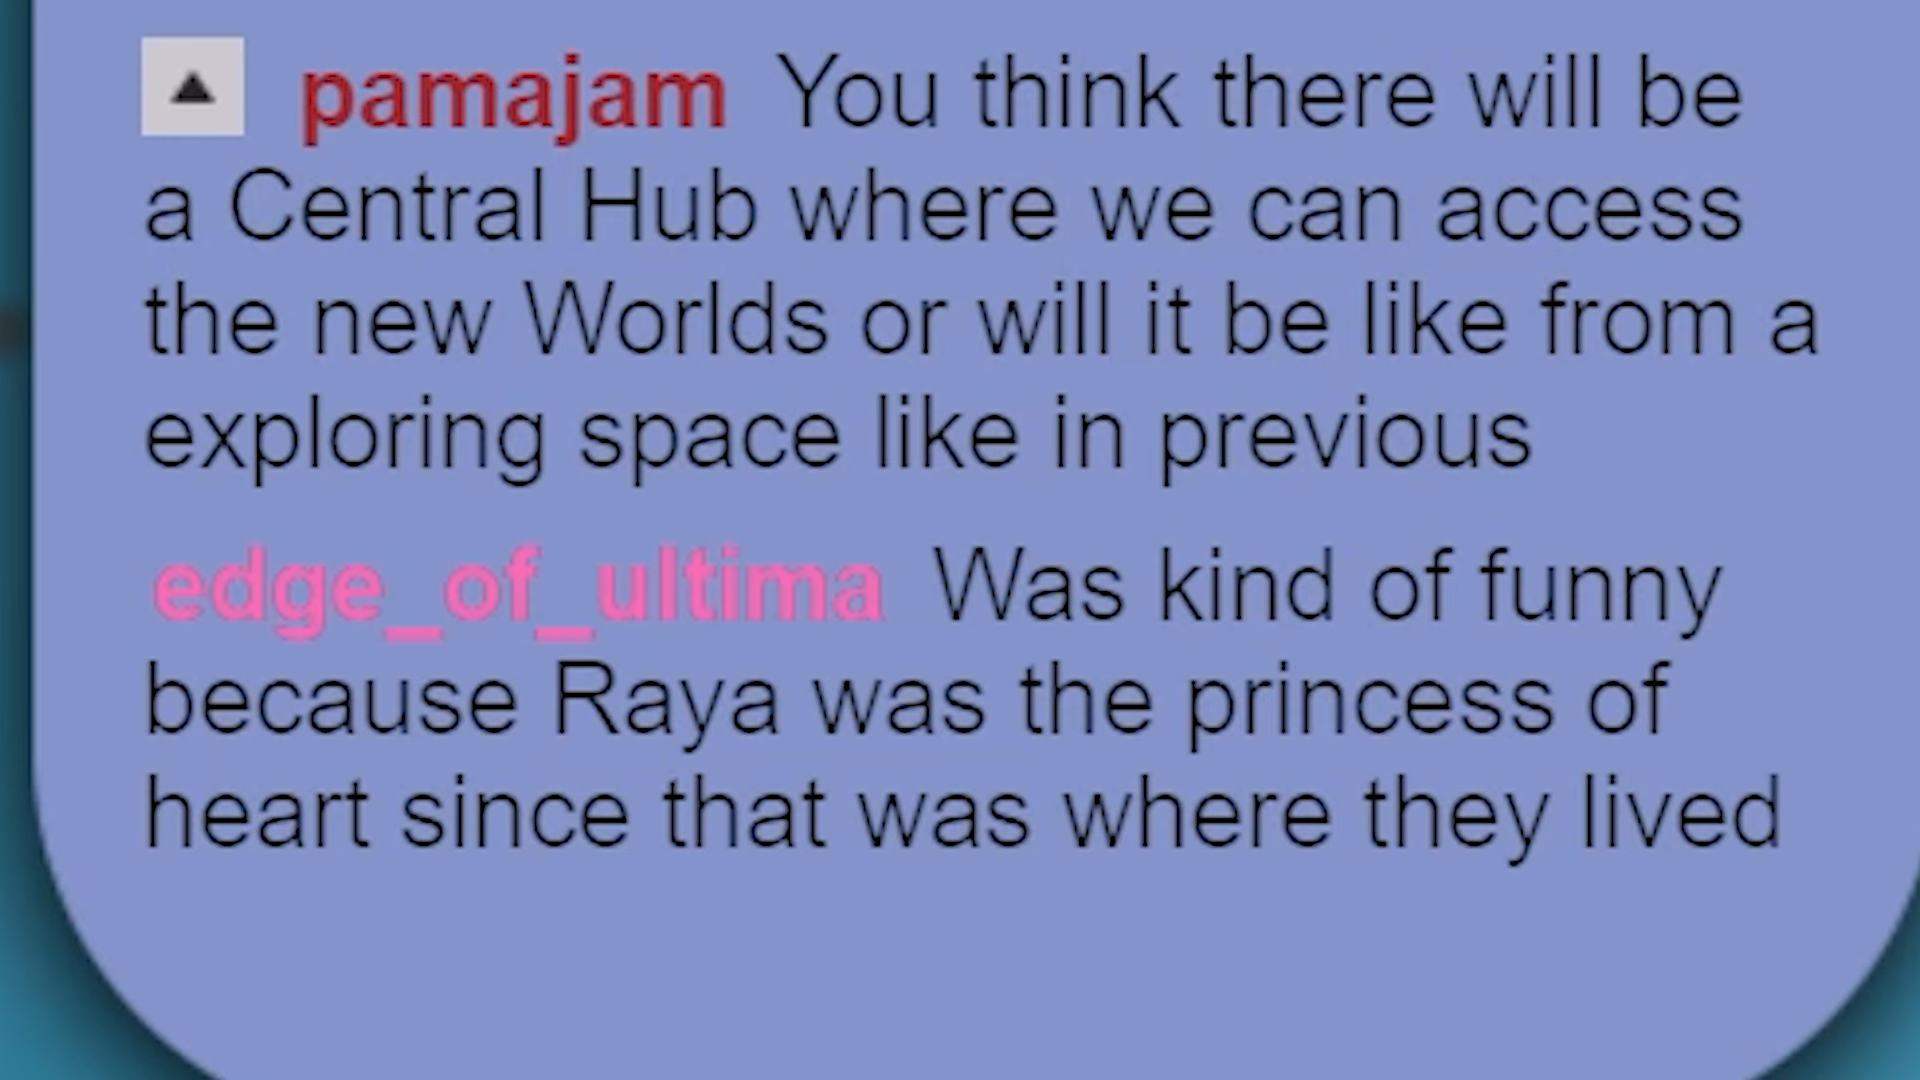 pamajam You think there will be
a Central Hub where we can access
the new Worlds or will it be like from a
exploring space like in previous
edge_of_ultima Was kind of funny
because Raya was the princess of
heart since that was where they lived